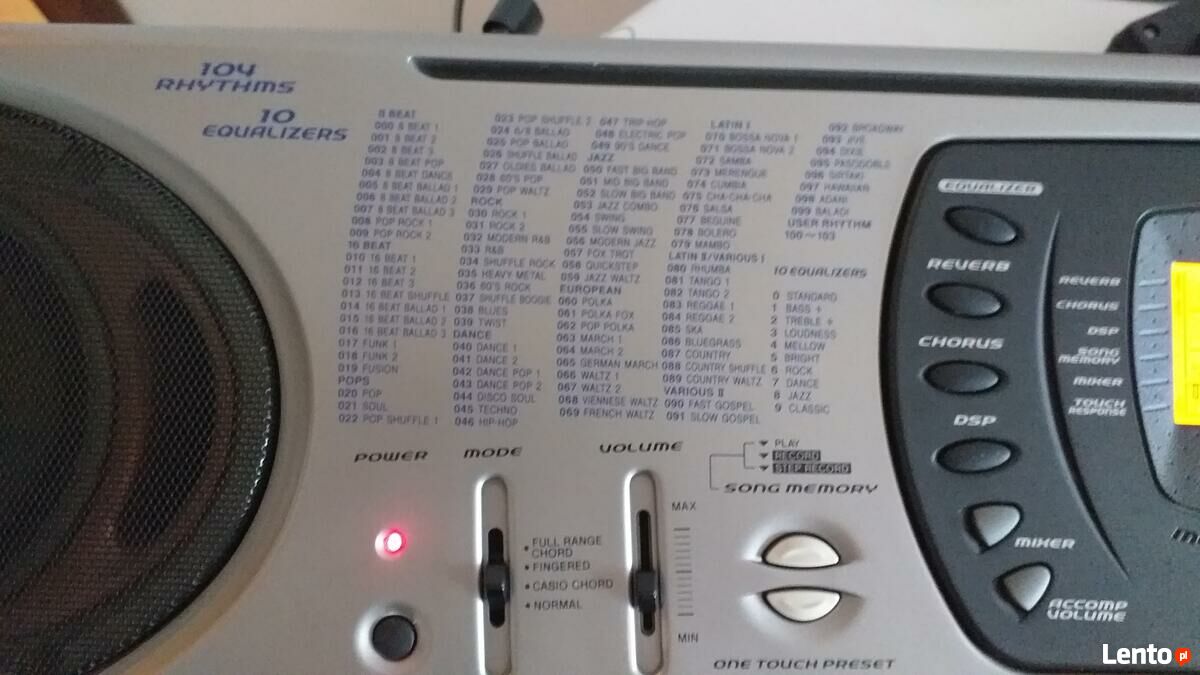 104
RHYTHMS
10
EQUALIZERS
8 BEAT
000 8 BEAT 1
001 8 BEAT 2
002 8 BEAT 3
003 8 BEAT POP
004 8 BEAT DANCE
005 8 BEAT BALLAD 1
006 8 BEAT BALLAD 2
007 8 BEAT BALLAD 3
008 POP ROCK 1
009 POP ROCK 2
16 BEAT
010 16 BEAT 1
011 16 BEAT 2
012 16 BEAT 3
013 16 BEAT SHUFFLE
014 16 BEAT BALLAD 1
015 16 BEAT BALLAD 2
016 16 BEAT BALLAD 3
017 FUNK 1
018 FUNK 2
019 FUSION
POPS
020 POP
021 SOUL
022 POP SHUFFLE 1
023 POP SHUFFLE 2
024 6/8 BALLAD
025 POP BALLAD
026 SHUFFLE BALLAD
027 OLDIES BALLAD
028 60'S POP
029 POP WALTZ
ROCK
030 ROCK 1
031 ROCK 2
032 MODERN R&B
033 R&B
034 SHUFFLE ROCK
035 HEAVY METAL
036 60'S ROCK
037 SHUFFLE BOOGIE
038 BLUES
039 TWIST
DANCE
040 DANCE 1
041 DANCE 2
042 DANCE POP 1
043 DANCE POP 2
044 DISCO SOUL
045 TECHNO
046 HIP-HOP
047 TRIP-HOP
048 ELECTRIC POP
049 90'S DANCE
JAZZ
050 FAST BIG BAND
051 MID BIG BAND
052 SLOW BIG BAND
053 JAZZ COMBO
054 SWING
055 SLOW SWING
056 MODERN JAZZ
057 FOX TROT
058 QUICKSTEP
059 JAZZ WALTZ
EUROPEAN
060 POLKA
061 POLKA FOX
062 POP POLKA
063 MARCH 1
064 MARCH 2
065 GERMAN MARCH
066 WALTZ 1
067 WALTZ 2
068 VIENNESE WALTZ
069 FRENCH WALTZ
LATIN I
070 BOSSA NOVA 1
071 BOSSA NOVA 2
072 SAMBA
073 MERENGUE
074 CUMBIA
075 CHA-CHA-CHA
076 SALSA
077 BEGUINE
078 BOLERO
079 MAMBO
LATIN II/VARIOUS I
080 RHUMBA
081 TANGO 1
082 TANGO 2
083 REGGAE 1
084 REGGAE 2
085 SKA
086 BLUEGRASS
087 COUNTRY
088 COUNTRY SHUFFLE
089 COUNTRY WALTZ
VARIOUS II
090 FAST GOSPEL
091 SLOW GOSPEL
092 BROADWAY
093 JIVE
094 DIXIE
095 PASODOBLE
096 SIRTAKI
097 HAWAIIAN
098 ADANI
099 BALADI
USER RHYTHM
100~103
10 EQUALIZERS
0 STANDARD
1 BASS +
2 TREBLE +
3 LOUDNESS
4 MELLOW
5 BRIGHT
6 ROCK
7 DANCE
8 JAZZ
9 CLASSIC
POWER
MODE
• FULL RANGE
CHORD
• FINGERED
• CASIO CHORD
• NORMAL
VOLUME
MAX
MIN
PLAY
RECORD
STEP RECORD
SONG MEMORY
ONE TOUCH PRESET
EQUALIZER
REVERB
CHORUS
DSP
MIXER
ACCOMP
VOLUME
REVERB
CHORUS
DSP
SONG
MEMORY
MIXER
TOUCH
RESPONSE
Lento pl